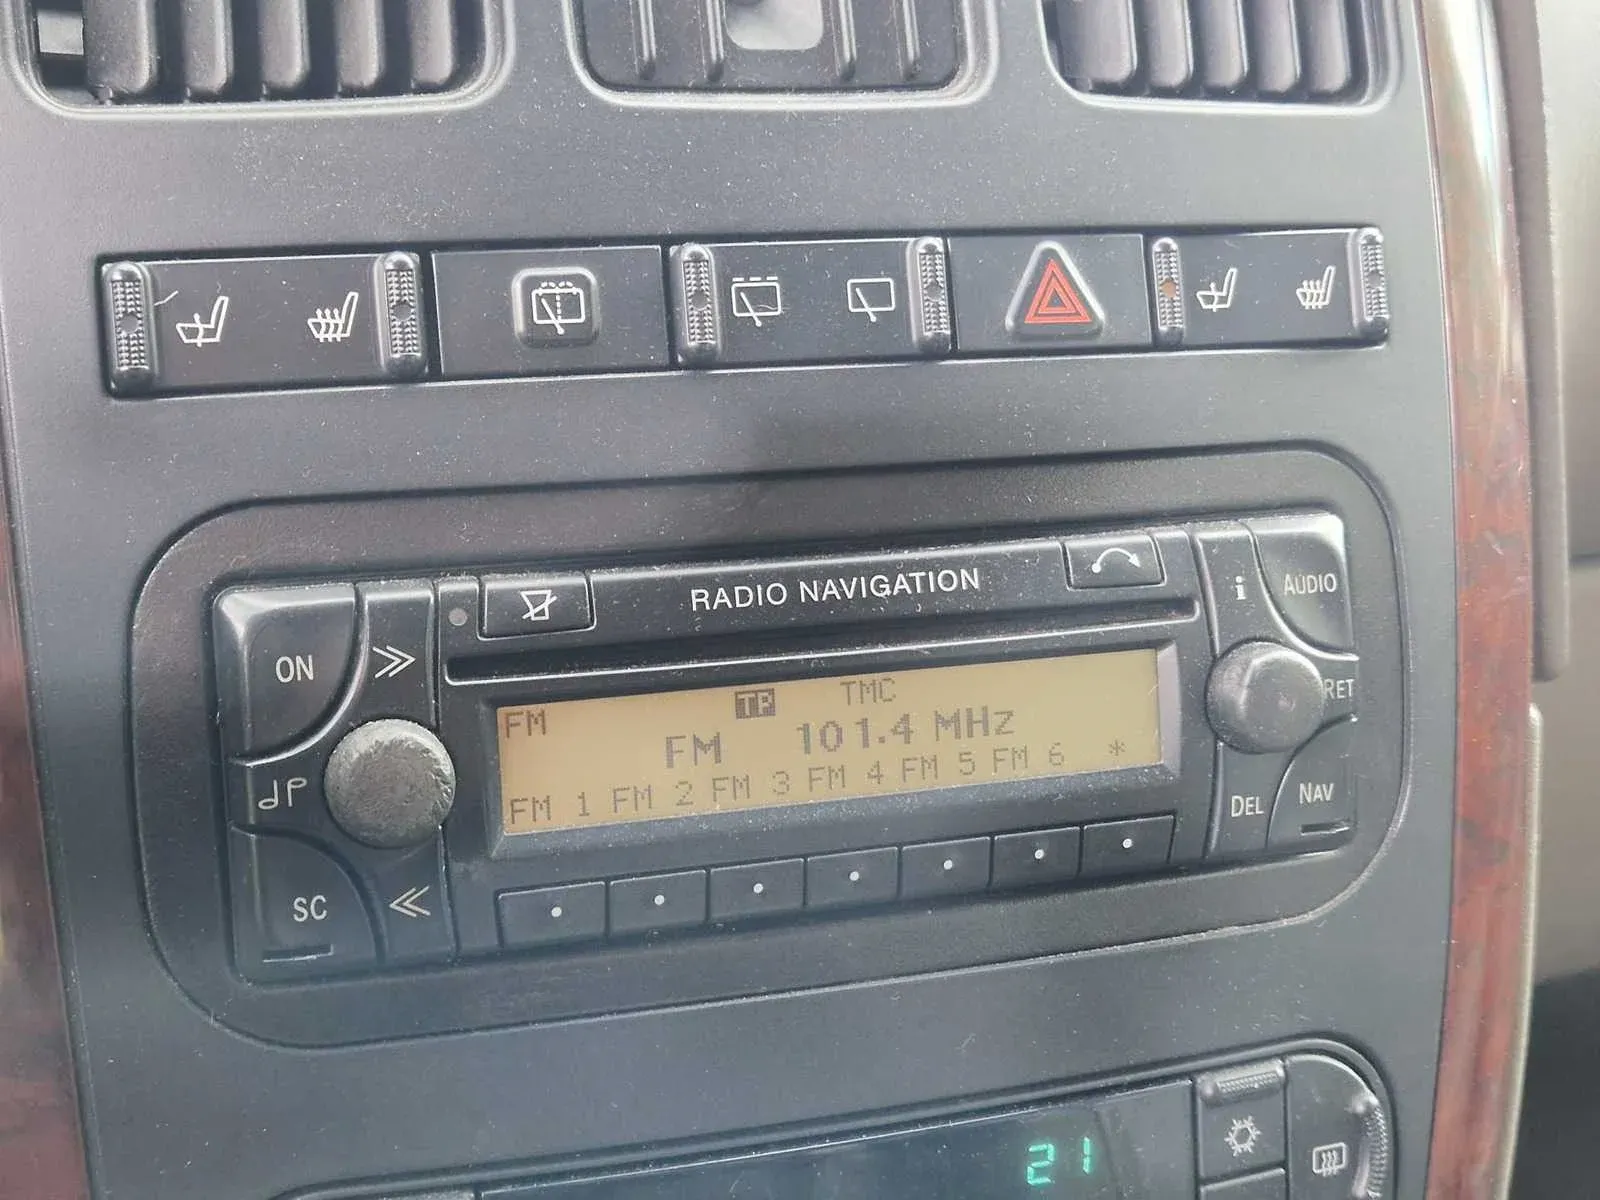 RADIO NAVIGATION
i
AUDIO
ON
FM TP TMC
RET
FM 101.4 MHz
FM 1 FM 2 FM 3 FM 4 FM 5 FM 6 *
DEL
NAV
SC
21